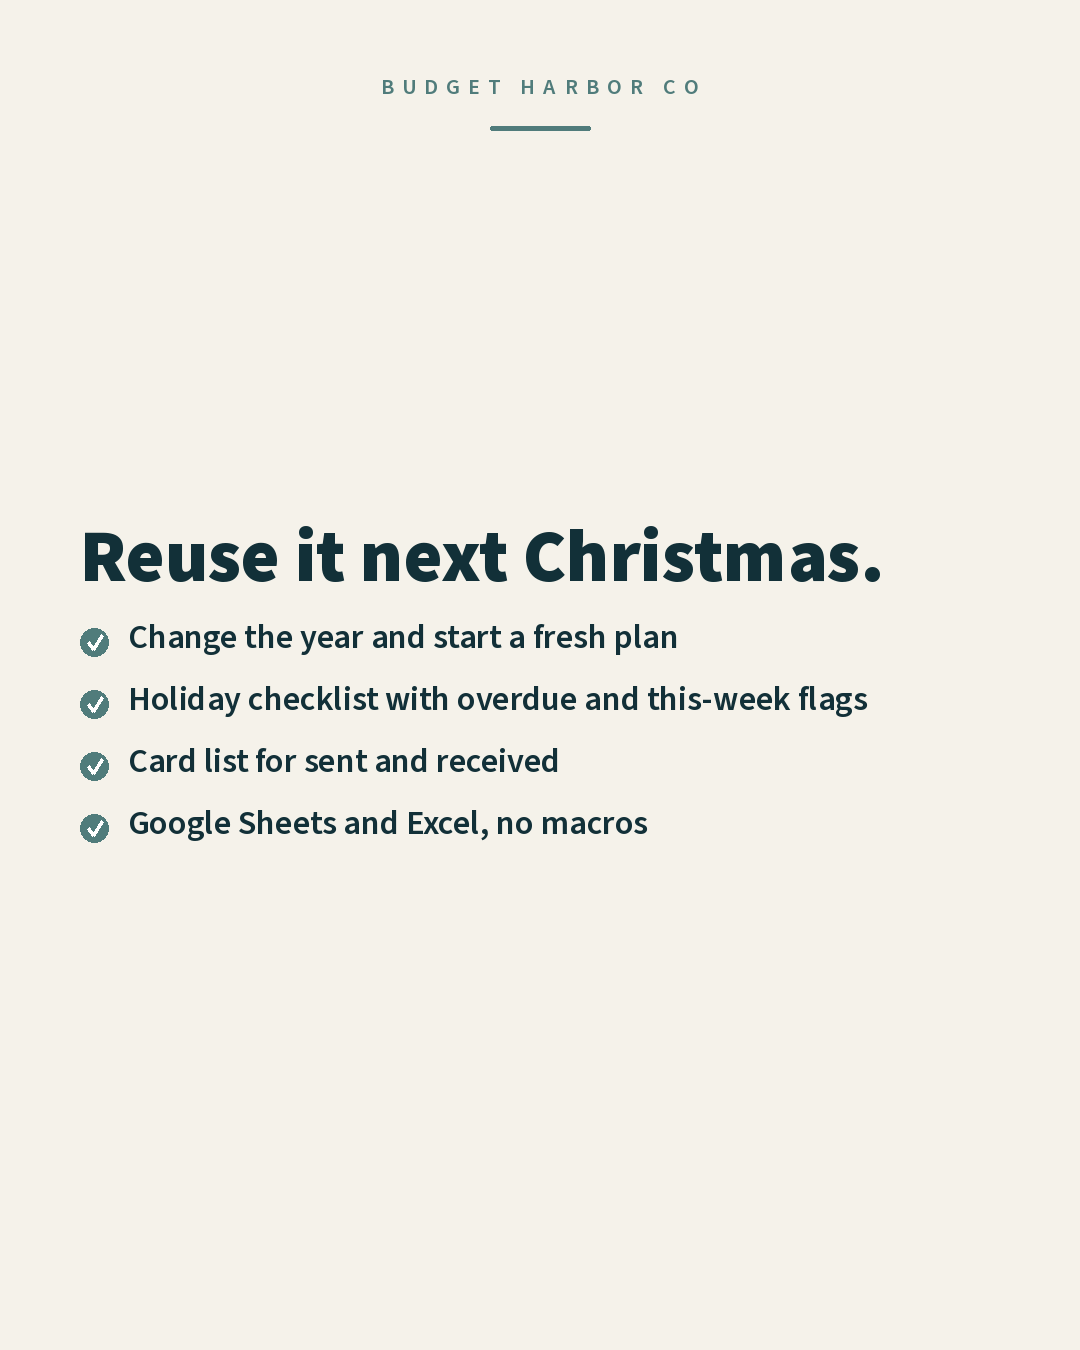 BUDGET HARBOR CO
Reuse it next Christmas.
Change the year and start a fresh plan
Holiday checklist with overdue and this-week flags
Card list for sent and received
Google Sheets and Excel, no macros